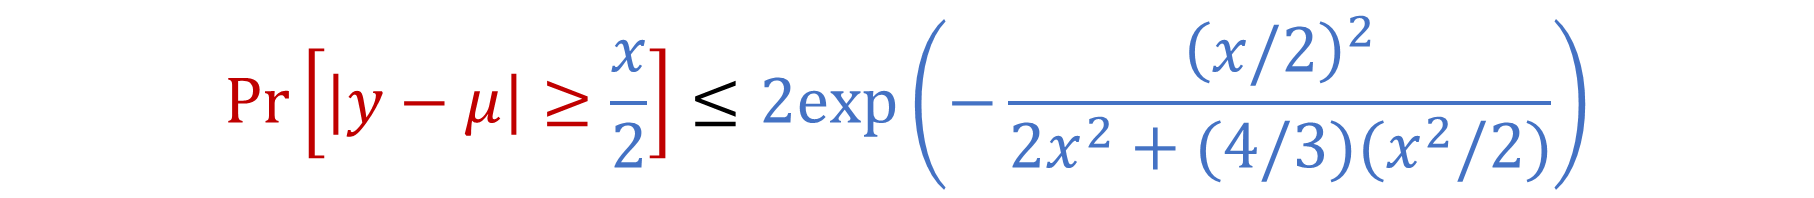 Pr[|y − μ| ≥ x/2] ≤ 2exp(−(x/2)²/(2x² + (4/3)(x²/2)))